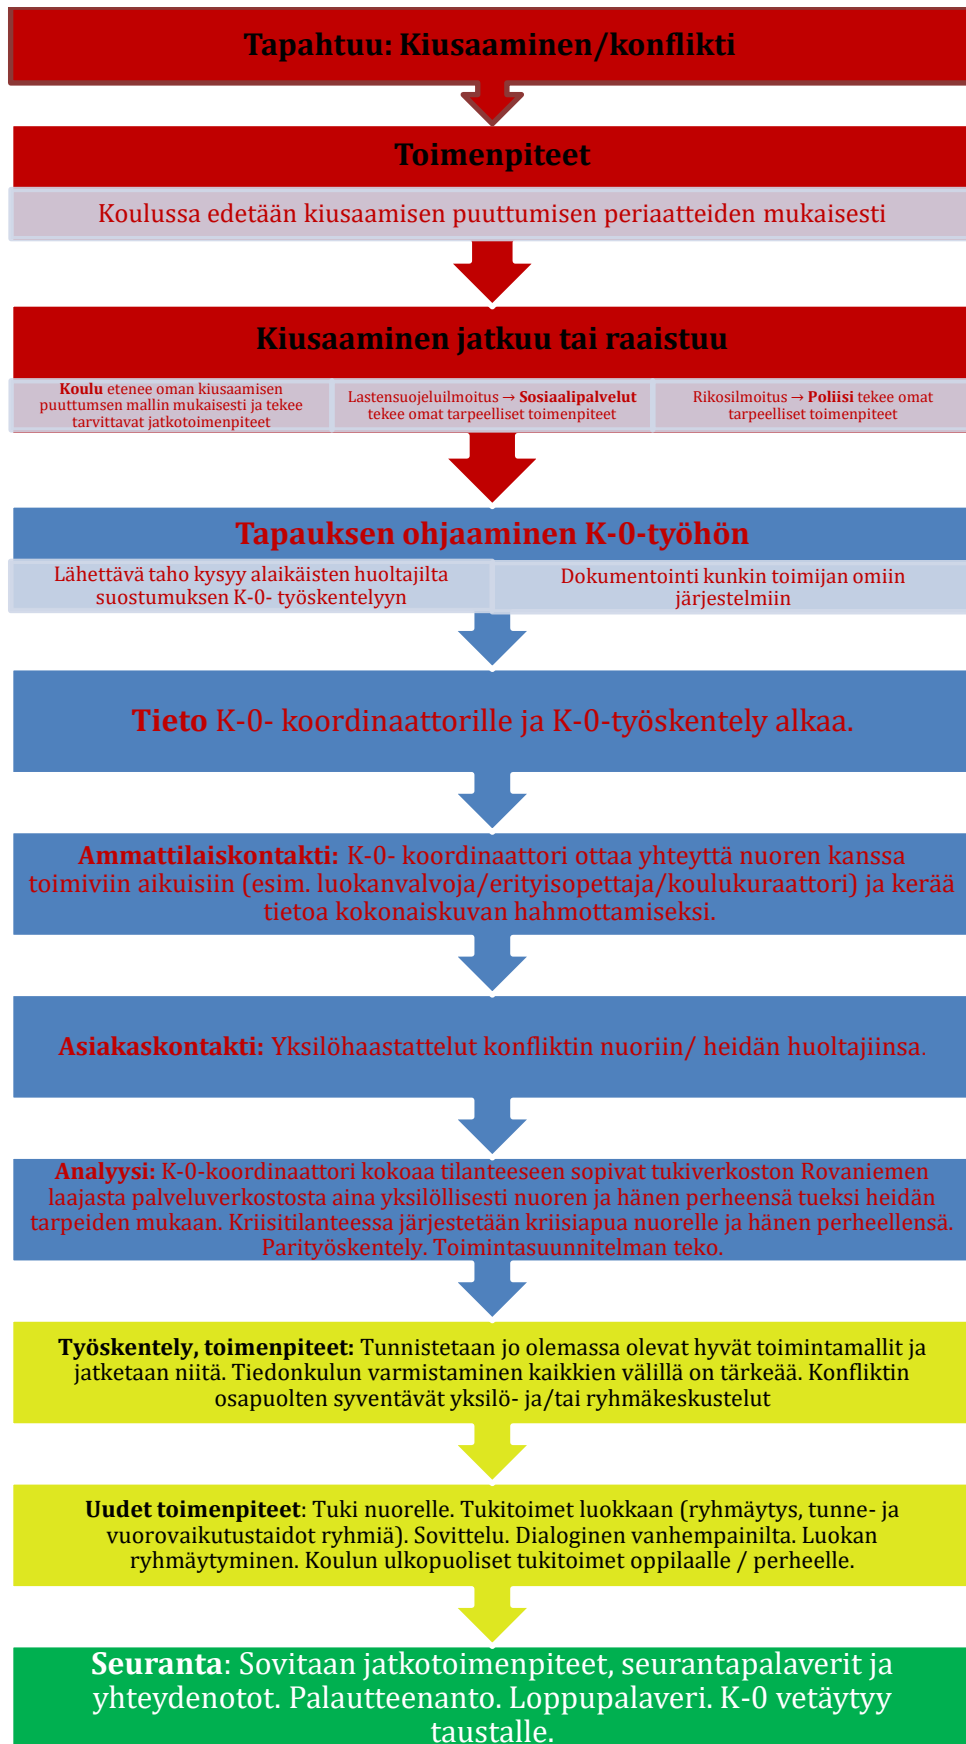 Tapahtuu: Kiusaaminen/konflikti
Toimenpiteet
Koulussa edetään kiusaamisen puuttumisen periaatteiden mukaisesti
Kiusaaminen jatkuu tai raaistuu
Koulu etenee oman kiusaamisen
puuttumsen mallin mukaisesti ja tekee
tarvittavat jatkotoimenpiteet
Lastensuojeluilmoitus → Sosiaalipalvelut
tekee omat tarpeelliset toimenpiteet
Rikosilmoitus → Poliisi tekee omat
tarpeelliset toimenpiteet
Tapauksen ohjaaminen K-0-työhön
Lähettävä taho kysyy alaikäisten huoltajilta
suostumuksen K-0- työskentelyyn
Dokumentointi kunkin toimijan omiin
järjestelmiin
Tieto K-0- koordinaattorille ja K-0-työskentely alkaa.
Ammattilaiskontakti: K-0- koordinaattori ottaa yhteyttä nuoren kanssa
toimiviin aikuisiin (esim. luokanvalvoja/erityisopettaja/koulukuraattori) ja kerää
tietoa kokonaiskuvan hahmottamiseksi.
Asiakaskontakti: Yksilöhaastattelut konfliktin nuoriin/ heidän huoltajiinsa.
Analyysi: K-0-koordinaattori kokoaa tilanteeseen sopivat tukiverkoston Rovaniemen
laajasta palveluverkostosta aina yksilöllisesti nuoren ja hänen perheensä tueksi heidän
tarpeiden mukaan. Kriisitilanteessa järjestetään kriisiapua nuorelle ja hänen perheellensä.
Parityöskentely. Toimintasuunnitelman teko.
Työskentely, toimenpiteet: Tunnistetaan jo olemassa olevat hyvät toimintamallit ja
jatketaan niitä. Tiedonkulun varmistaminen kaikkien välillä on tärkeää. Konfliktin
osapuolten syventävät yksilö- ja/tai ryhmäkeskustelut
Uudet toimenpiteet: Tuki nuorelle. Tukitoimet luokkaan (ryhmäytys, tunne- ja
vuorovaikutustaidot ryhmiä). Sovittelu. Dialoginen vanhempainilta. Luokan
ryhmäytyminen. Koulun ulkopuoliset tukitoimet oppilaalle / perheelle.
Seuranta: Sovitaan jatkotoimenpiteet, seurantapalaverit ja
yhteydenotot. Palautteenanto. Loppupalaveri. K-0 vetäytyy
taustalle.